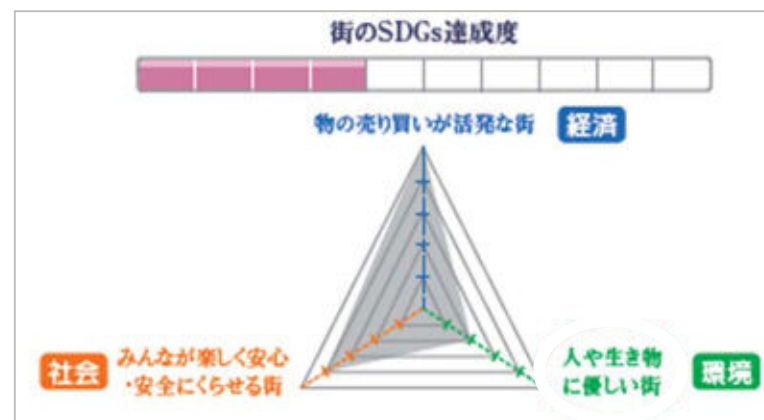 街のSDGs達成度
物の売り買いが活発な街 経済
社会 みんなが楽しく安心
・安全にくらせる街
人や生き物
に優しい街 環境